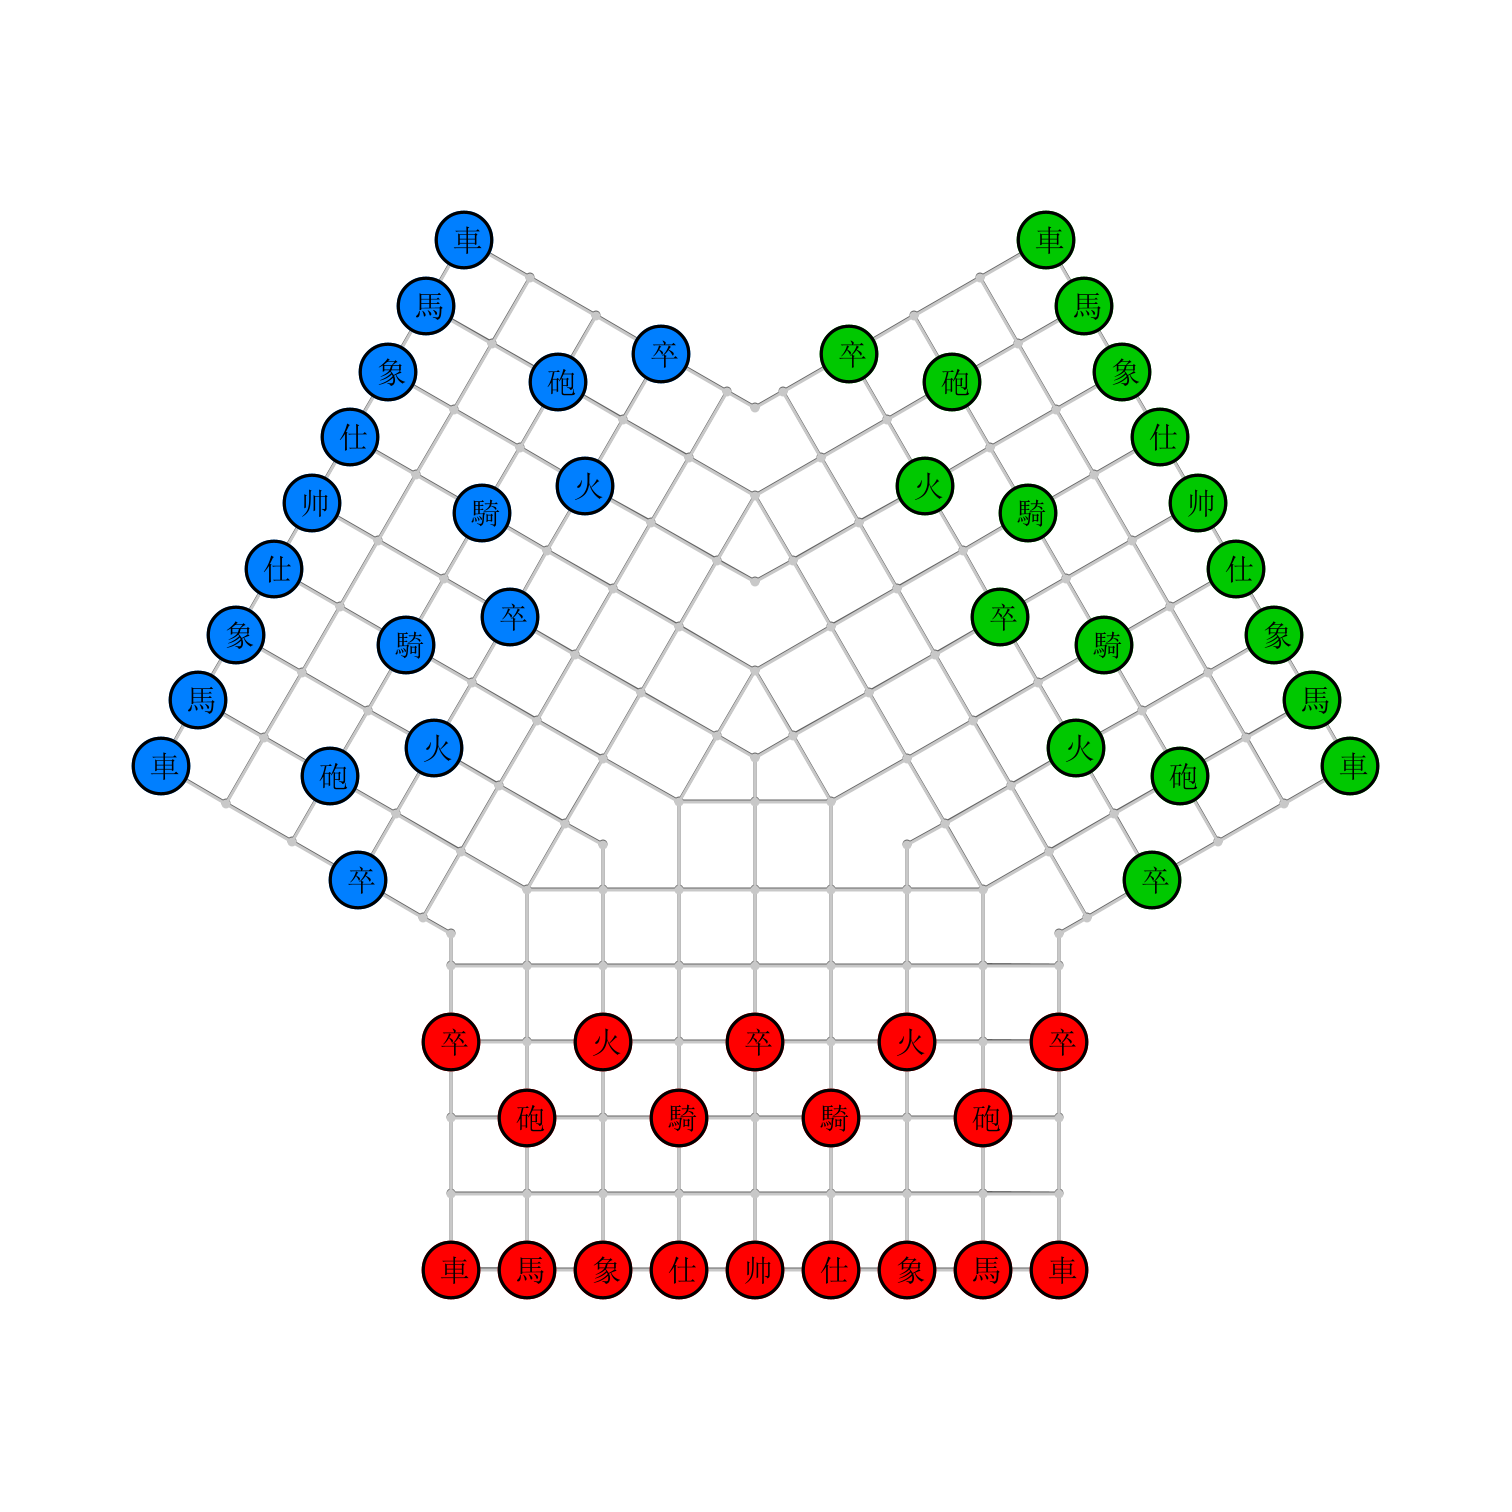 車 車
馬 馬
卒 卒
象 象
砲 砲
仕 仕
火 火
帅 帅
騎 騎
仕 仕
卒 卒
象 象
騎 騎
馬 馬
火 火
車 車
砲 砲
卒 卒
卒 火 卒 火 卒
砲 騎 騎 砲
車 馬 象 仕 帅 仕 象 馬 車